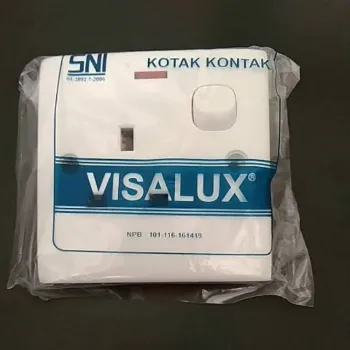 SNI
KOTAK KONTAK
VISALUX®
NPB 101-116-161419